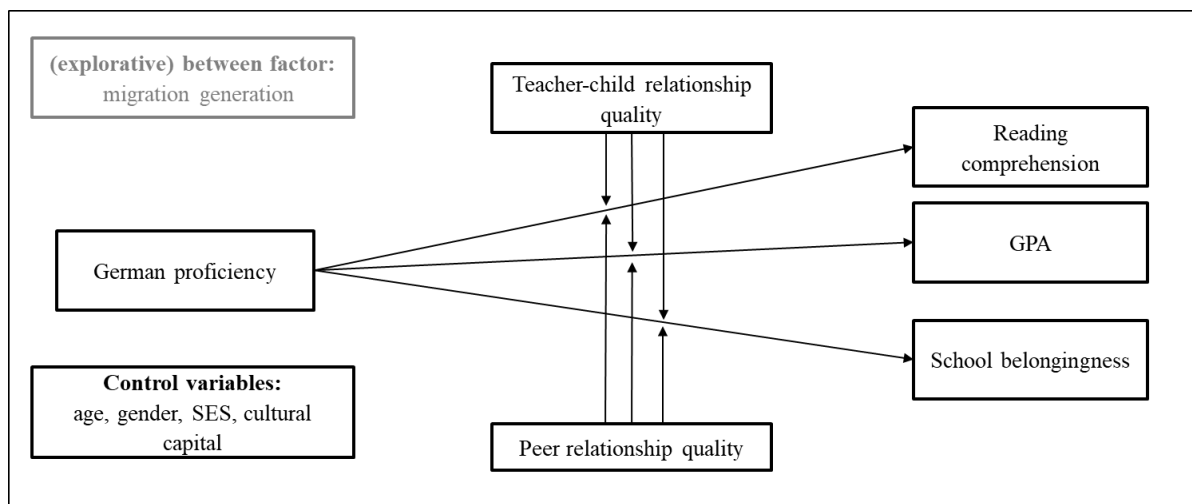 (explorative) between factor:
migration generation
Teacher-child relationship
quality
Reading
comprehension
German proficiency
GPA
School belongingness
Control variables:
age, gender, SES, cultural
capital
Peer relationship quality